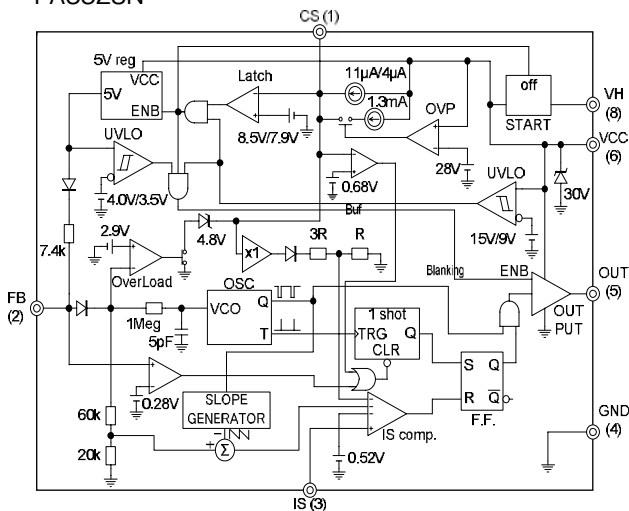 CS (1)
5V reg
VCC
5V
ENB
Latch
11µA/4µA
1.3mA
OVP
off
START
VH
(8)
VCC
(6)
8.5V/7.9V
UVLO
4.0V/3.5V
0.68V
28V
UVLO
30V
15V/9V
Buf
2.9V
4.8V
7.4k
OverLoad
x1
3R
R
Blanking
ENB
OUT
(5)
OUT
PUT
OSC
VCO
Q
T
1 shot
TRG
Q
CLR
FB
(2)
1Meg
5pF
0.28V
SLOPE
GENERATOR
S
Q
R
Q
F.F.
60k
20k
+
−
Σ
IS comp.
0.52V
GND
(4)
IS (3)